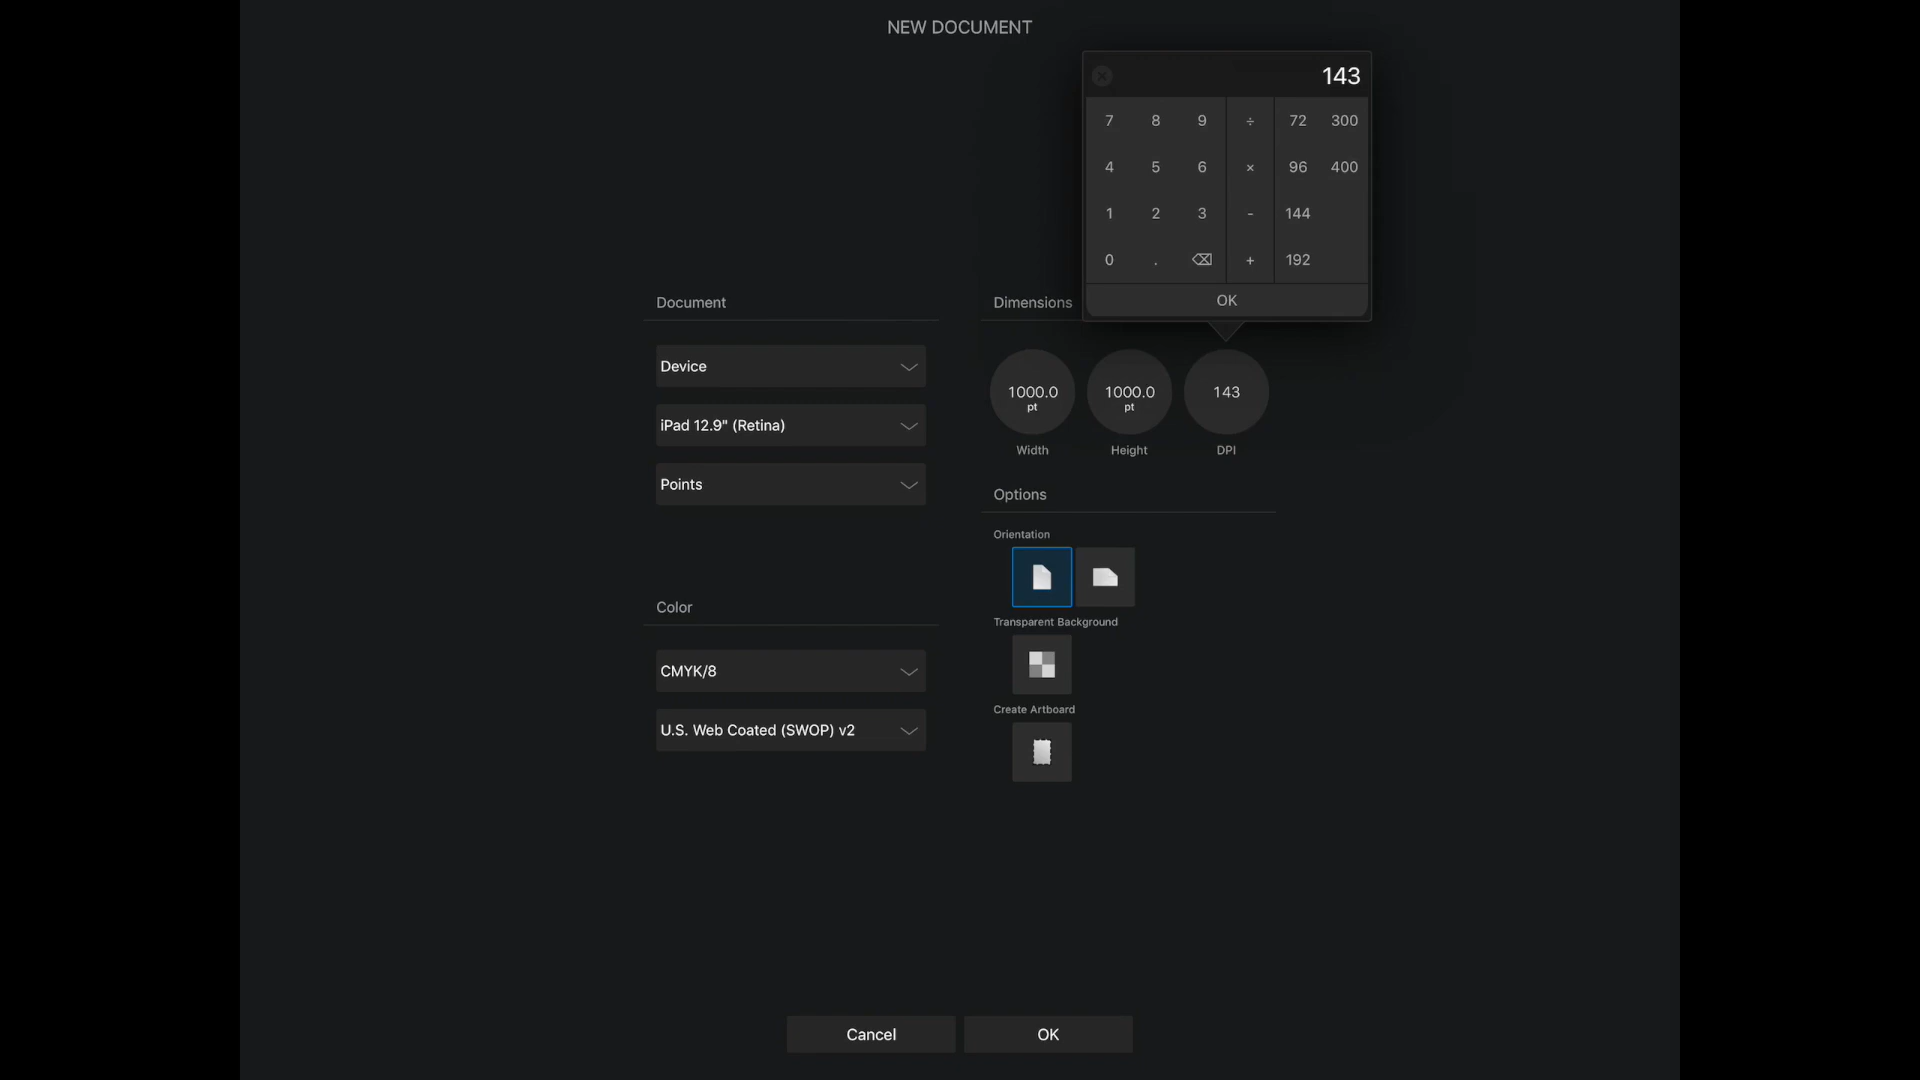 NEW DOCUMENT
143
7 8 9 ÷ 72 300
4 5 6 × 96 400
1 2 3 - 144
0 . ⌫ + 192
OK
Document
Device
iPad 12.9" (Retina)
Points
Color
CMYK/8
U.S. Web Coated (SWOP) v2
Dimensions
1000.0 1000.0 143
pt pt
Width Height DPI
Options
Orientation
Transparent Background
Create Artboard
Cancel OK